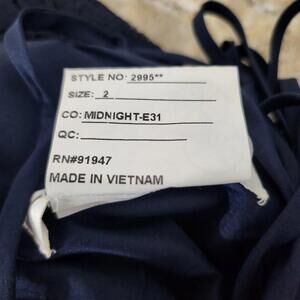 STYLE NO: 2995**
SIZE: 2
CO: MIDNIGHT-E31
QC:
RN#91947
MADE IN VIETNAM